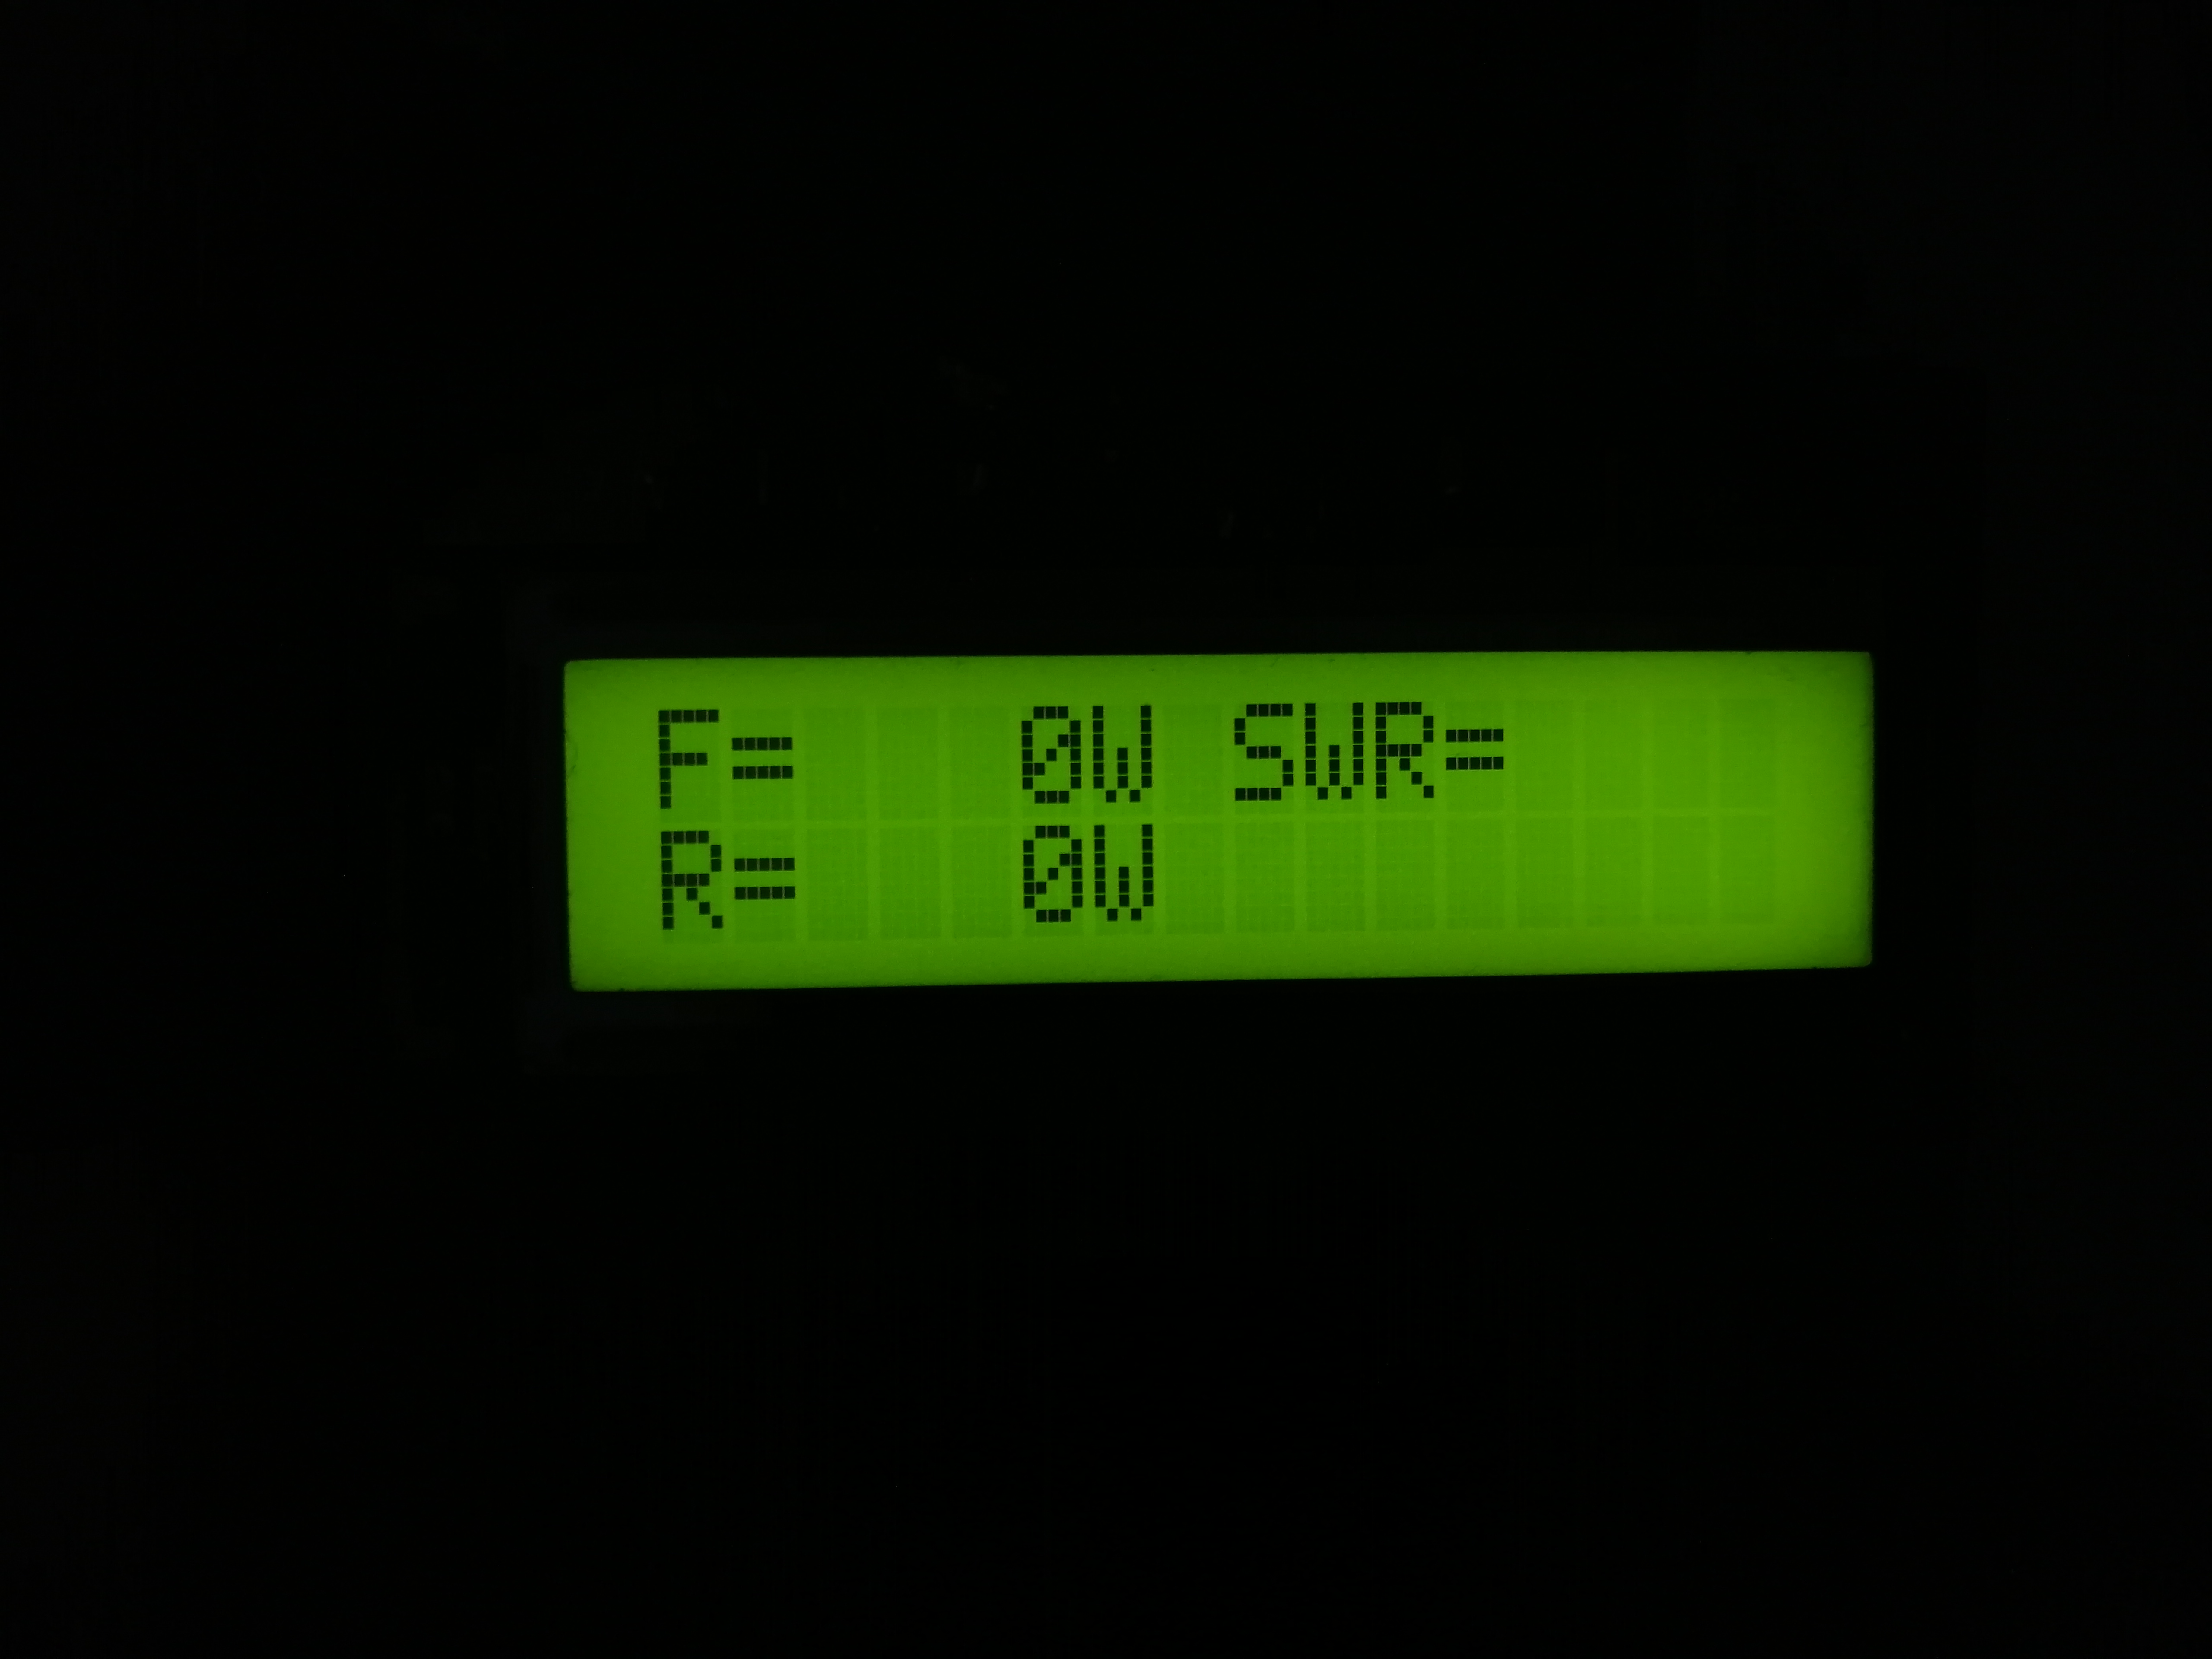 F=   0W SWR=
R=   0W